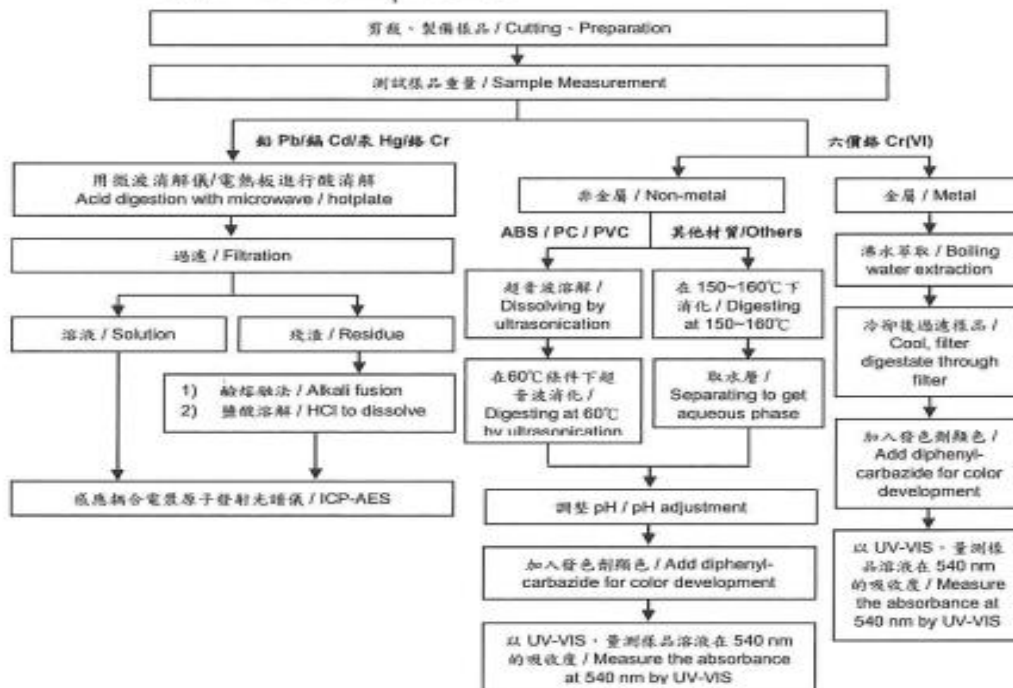 剪裁、製備樣品 / Cutting、Preparation
測試樣品重量 / Sample Measurement
鉛 Pb/鎘 Cd/汞 Hg/鉻 Cr
六價鉻 Cr(VI)
用微波消解儀/電熱板進行酸消解
Acid digestion with microwave / hotplate
過濾 / Filtration
溶液 / Solution
殘渣 / Residue
1) 鹼熔融法 / Alkali fusion
2) 鹽酸溶解 / HCl to dissolve
感應耦合電漿原子發射光譜儀 / ICP-AES
非金屬 / Non-metal
ABS / PC / PVC
其他材質/Others
超音波溶解 /
Dissolving by
ultrasonication
在60℃條件下超
音波消化 /
Digesting at 60℃
by ultrasonication
在 150~160℃下
消化 / Digesting
at 150~160℃
取水層 /
Separating to get
aqueous phase
調整 pH / pH adjustment
加入發色劑顯色 / Add diphenyl-
carbazide for color development
以 UV-VIS、量測樣品溶液在 540 nm
的吸收度 / Measure the absorbance
at 540 nm by UV-VIS
金屬 / Metal
沸水萃取 / Boiling
water extraction
冷卻後過濾樣品 /
Cool, filter
digestate through
filter
加入發色劑顯色 /
Add diphenyl-
carbazide for color
development
以 UV-VIS、量測樣
品溶液在 540 nm
的吸收度 / Measure
the absorbance at
540 nm by UV-VIS